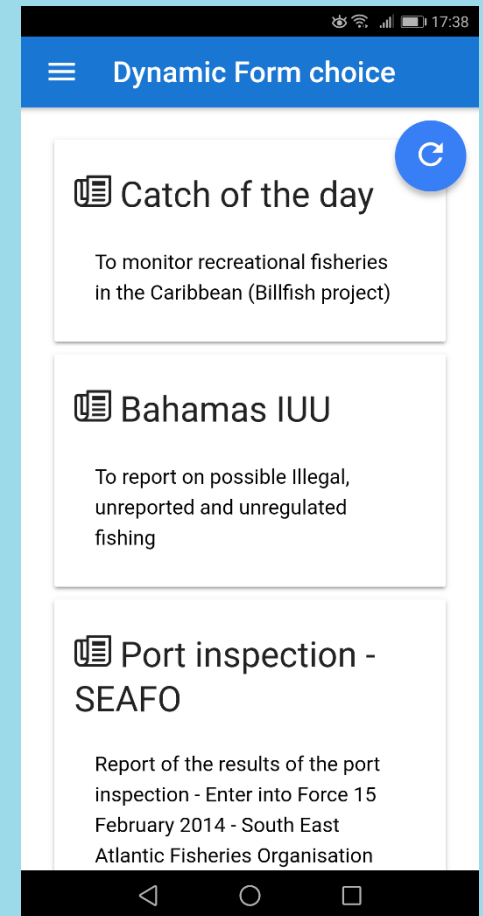 17:38
Dynamic Form choice
Catch of the day
To monitor recreational fisheries
in the Caribbean (Billfish project)
Bahamas IUU
To report on possible Illegal,
unreported and unregulated
fishing
Port inspection -
SEAFO
Report of the results of the port
inspection - Enter into Force 15
February 2014 - South East
Atlantic Fisheries Organisation